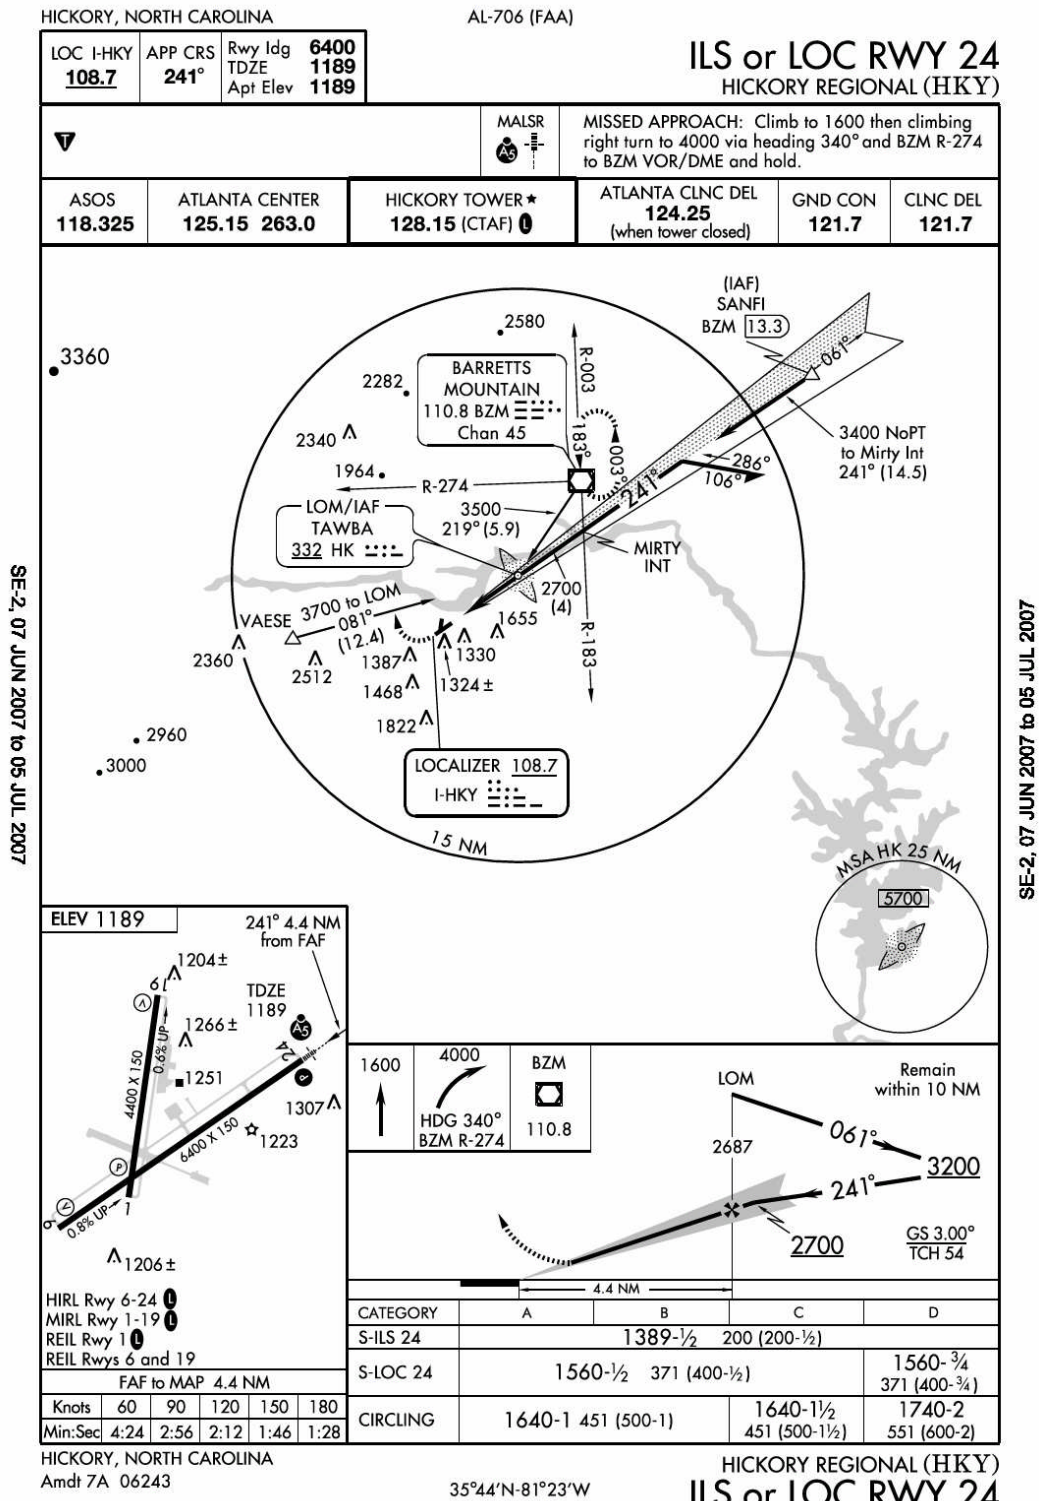 HICKORY, NORTH CAROLINA
AL-706 (FAA)
LOC I-HKY
108.7
APP CRS
241°
Rwy Idg 6400
TDZE 1189
Apt Elev 1189
ILS or LOC RWY 24
HICKORY REGIONAL (HKY)
T
MALSR
A5
MISSED APPROACH: Climb to 1600 then climbing
right turn to 4000 via heading 340° and BZM R-274
to BZM VOR/DME and hold.
ASOS
118.325
ATLANTA CENTER
125.15 263.0
HICKORY TOWER★
128.15 (CTAF) L
ATLANTA CLNC DEL
124.25
(when tower closed)
GND CON
121.7
CLNC DEL
121.7
(IAF)
SANFI
BZM 13.3
2580
3360
R-003
061°
BARRETTS
MOUNTAIN
110.8 BZM
Chan 45
2282
183°
003°
3400 NoPT
to Mirty Int
241° (14.5)
2340
1964
R-274
286°
106°
241°
LOM/IAF
TAWBA
332 HK
3500
219° (5.9)
MIRTY
INT
2700
(4)
VAESE
3700 to LOM
081°
(12.4)
1655
R-183
2360
2512
1387
1330
1468
1324±
1822
2960
3000
LOCALIZER 108.7
I-HKY
15 NM
MSA HK 25 NM
5700
SE-2, 07 JUN 2007 to 05 JUL 2007
SE-2, 07 JUN 2007 to 05 JUL 2007
ELEV 1189
241° 4.4 NM
from FAF
1204±
19
V
TDZE
1189
A5
1266±
0.6% UP
24
4400 X 150
1251
P
1307
6400 X 150
1223
P
V
0.8% UP
6
1
1206±
HIRL Rwy 6-24 L
MIRL Rwy 1-19 L
REIL Rwy 1 L
REIL Rwys 6 and 19
FAF to MAP 4.4 NM
Knots 60 90 120 150 180
Min:Sec 4:24 2:56 2:12 1:46 1:28
1600
4000
HDG 340°
BZM R-274
BZM
110.8
LOM
Remain
within 10 NM
2687
061°
3200
241°
2700
GS 3.00°
TCH 54
4.4 NM
CATEGORY A B C D
S-ILS 24 1389-½ 200 (200-½)
S-LOC 24 1560-½ 371 (400-½) 1560-¾
371 (400-¾)
CIRCLING 1640-1 451 (500-1) 1640-1½
451 (500-1½) 1740-2
551 (600-2)
HICKORY, NORTH CAROLINA
Amdt 7A 06243
35°44'N-81°23'W
HICKORY REGIONAL (HKY)
ILS or LOC RWY 24